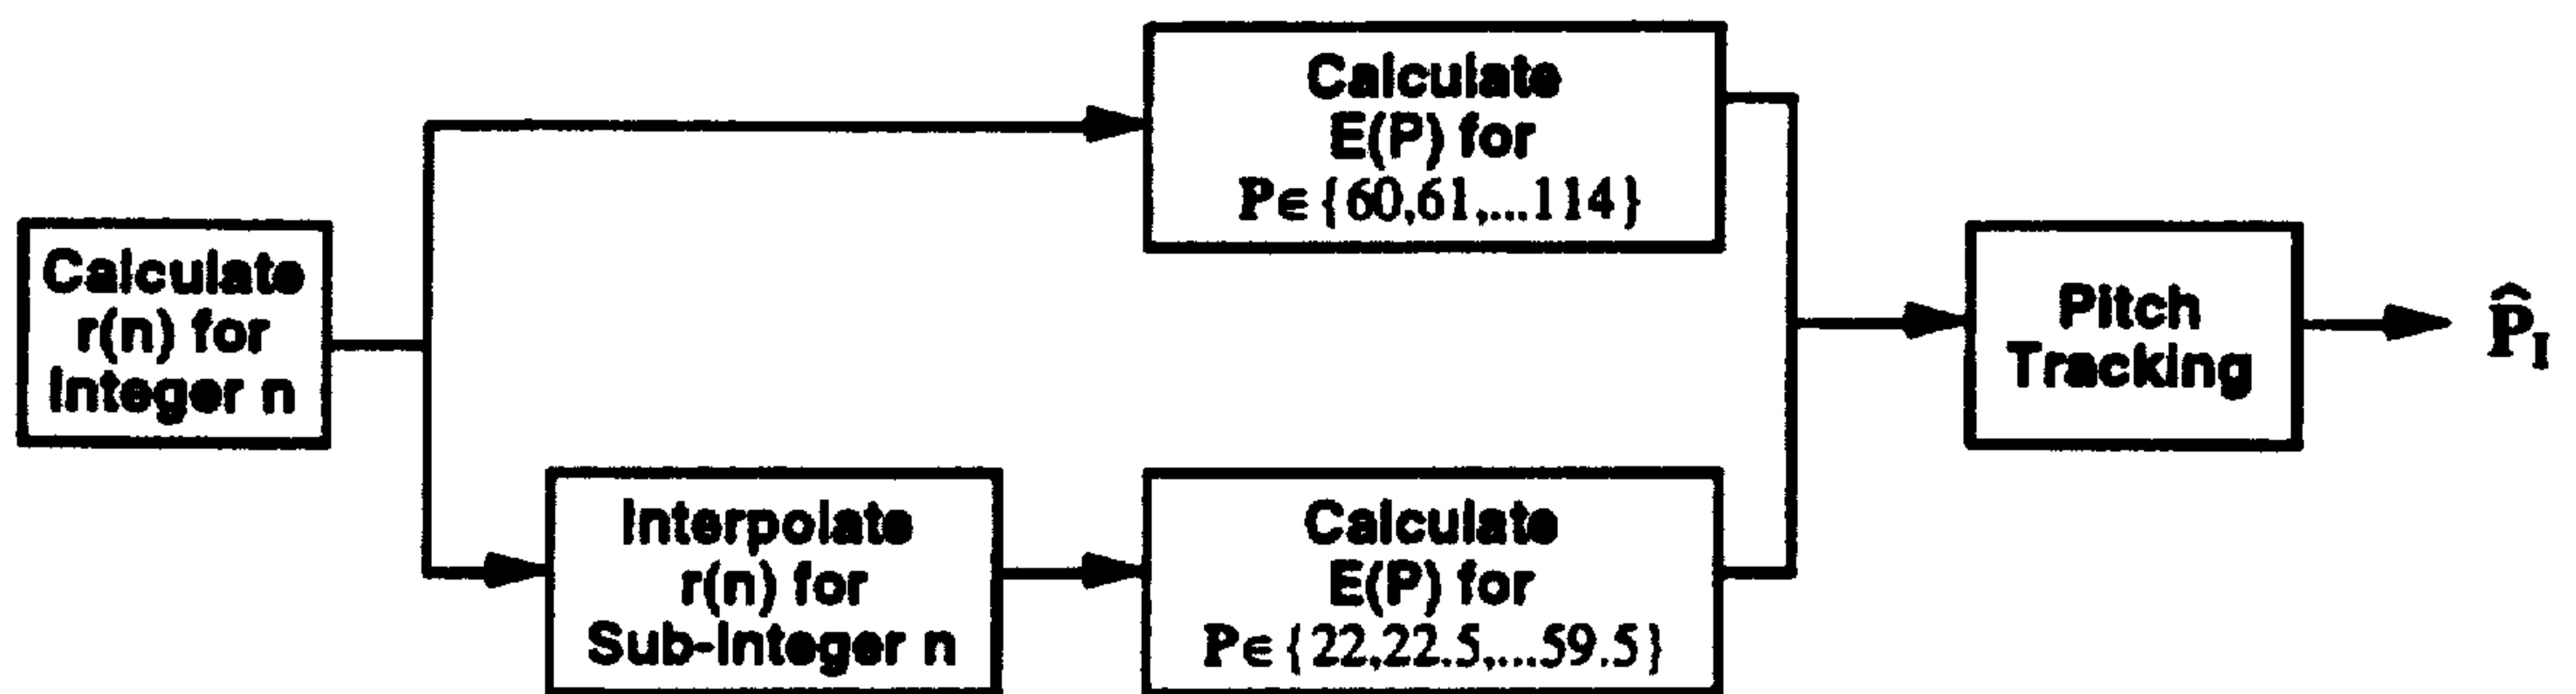 Calculate
r(n) for
Integer n
Calculate
E(P) for
P∈{60,61,...114}
Interpolate
r(n) for
Sub-Integer n
Calculate
E(P) for
P∈{22,22.5,...59.5}
Pitch
Tracking
P̂_I